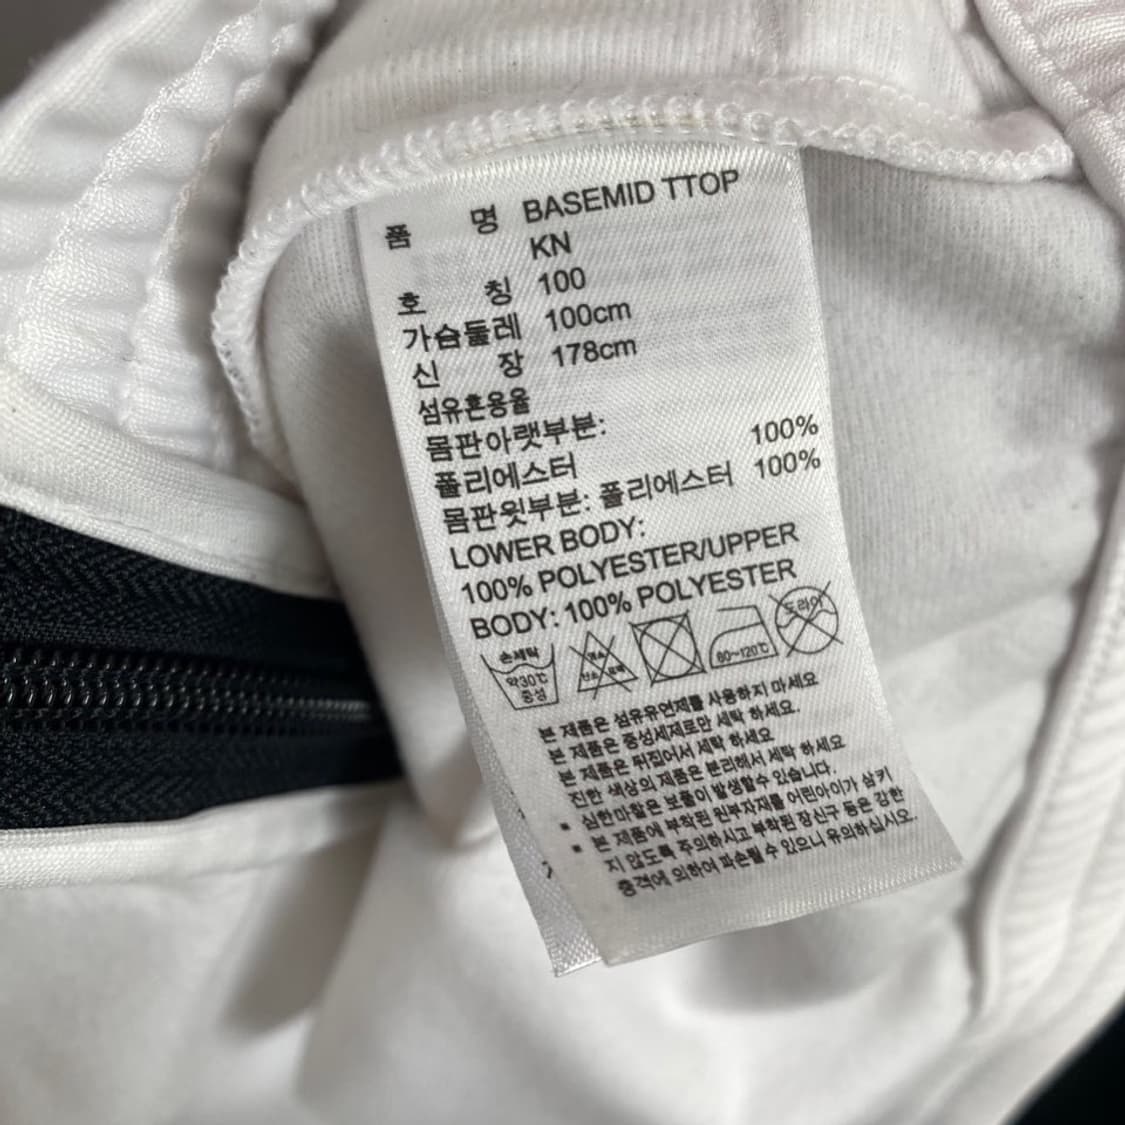 품 명 BASEMID TTOP
KN
호 칭 100
가슴둘레 100cm
신 장 178cm
섬유혼용율
몸판아랫부분:
폴리에스터 100%
몸판윗부분: 폴리에스터 100%
LOWER BODY:
100% POLYESTER/UPPER
BODY: 100% POLYESTER
손세탁
약30℃
중성
80~120℃
드라이
본 제품은 섬유유연제를 사용하지 마세요
본 제품은 중성세제로만 세탁 하세요.
본 제품은 뒤집어서 세탁 하세요
진한 색상의 제품은 분리해서 세탁 하세요
▪ 심한마찰은 보풀이 발생할수 있습니다.
▪ 본 제품에 부착된 원부자재를 어린아이가 삼키
지 않도록 주의하시고 부착된 장신구 등은 강한
충격에 의하여 파손될 수 있으니 유의하십시오.